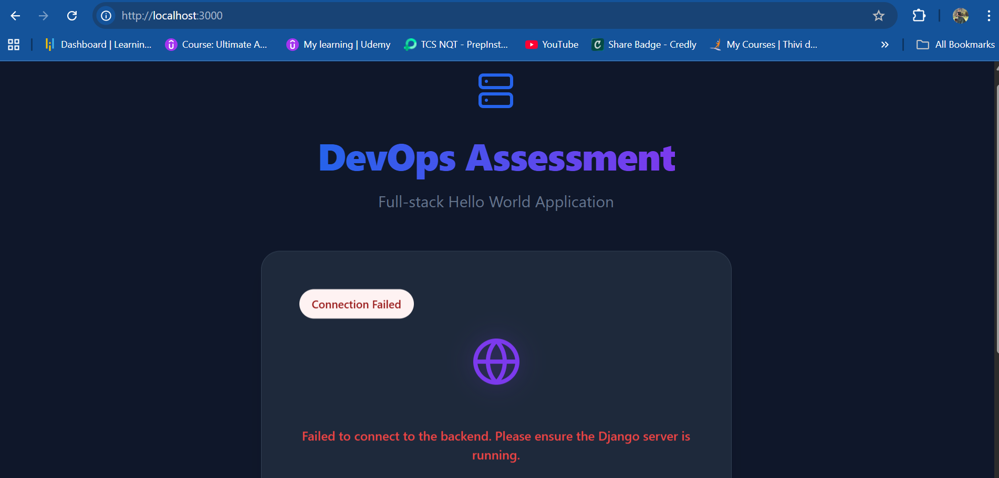 http://localhost:3000
Dashboard | Learnin... Course: Ultimate A... My learning | Udemy TCS NQT - PrepInst... YouTube Share Badge - Credly My Courses | Thivi d... » All Bookmarks
DevOps Assessment
Full-stack Hello World Application
Connection Failed
Failed to connect to the backend. Please ensure the Django server is
running.